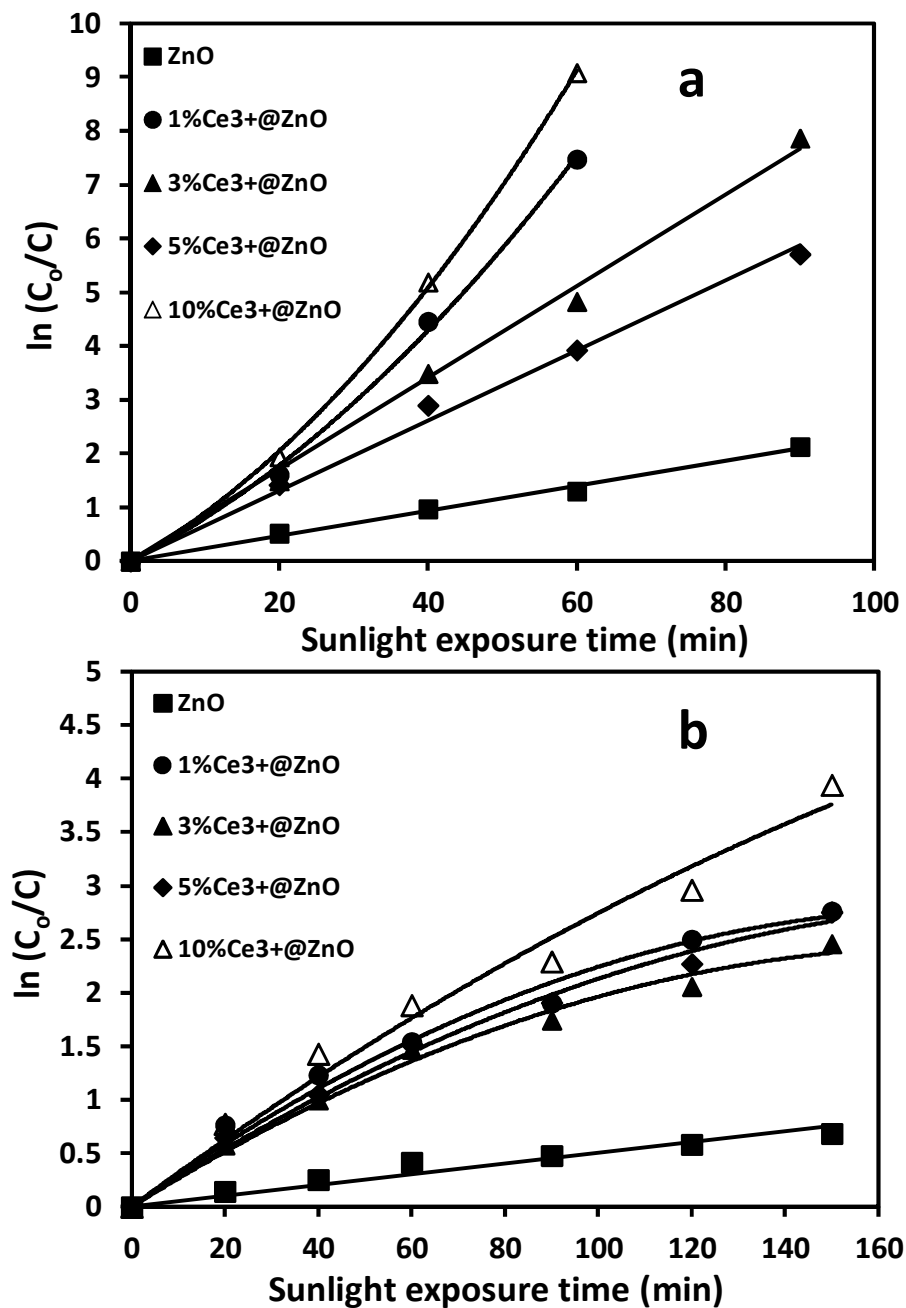 10
9
8
7
6
5
4
3
2
1
0
ln (Cₒ/C)
ZnO
1%Ce3+@ZnO
3%Ce3+@ZnO
5%Ce3+@ZnO
10%Ce3+@ZnO
a
0 20 40 60 80 100
Sunlight exposure time (min)
5
4.5
4
3.5
3
2.5
2
1.5
1
0.5
0
ln (Cₒ/C)
ZnO
1%Ce3+@ZnO
3%Ce3+@ZnO
5%Ce3+@ZnO
10%Ce3+@ZnO
b
0 20 40 60 80 100 120 140 160
Sunlight exposure time (min)